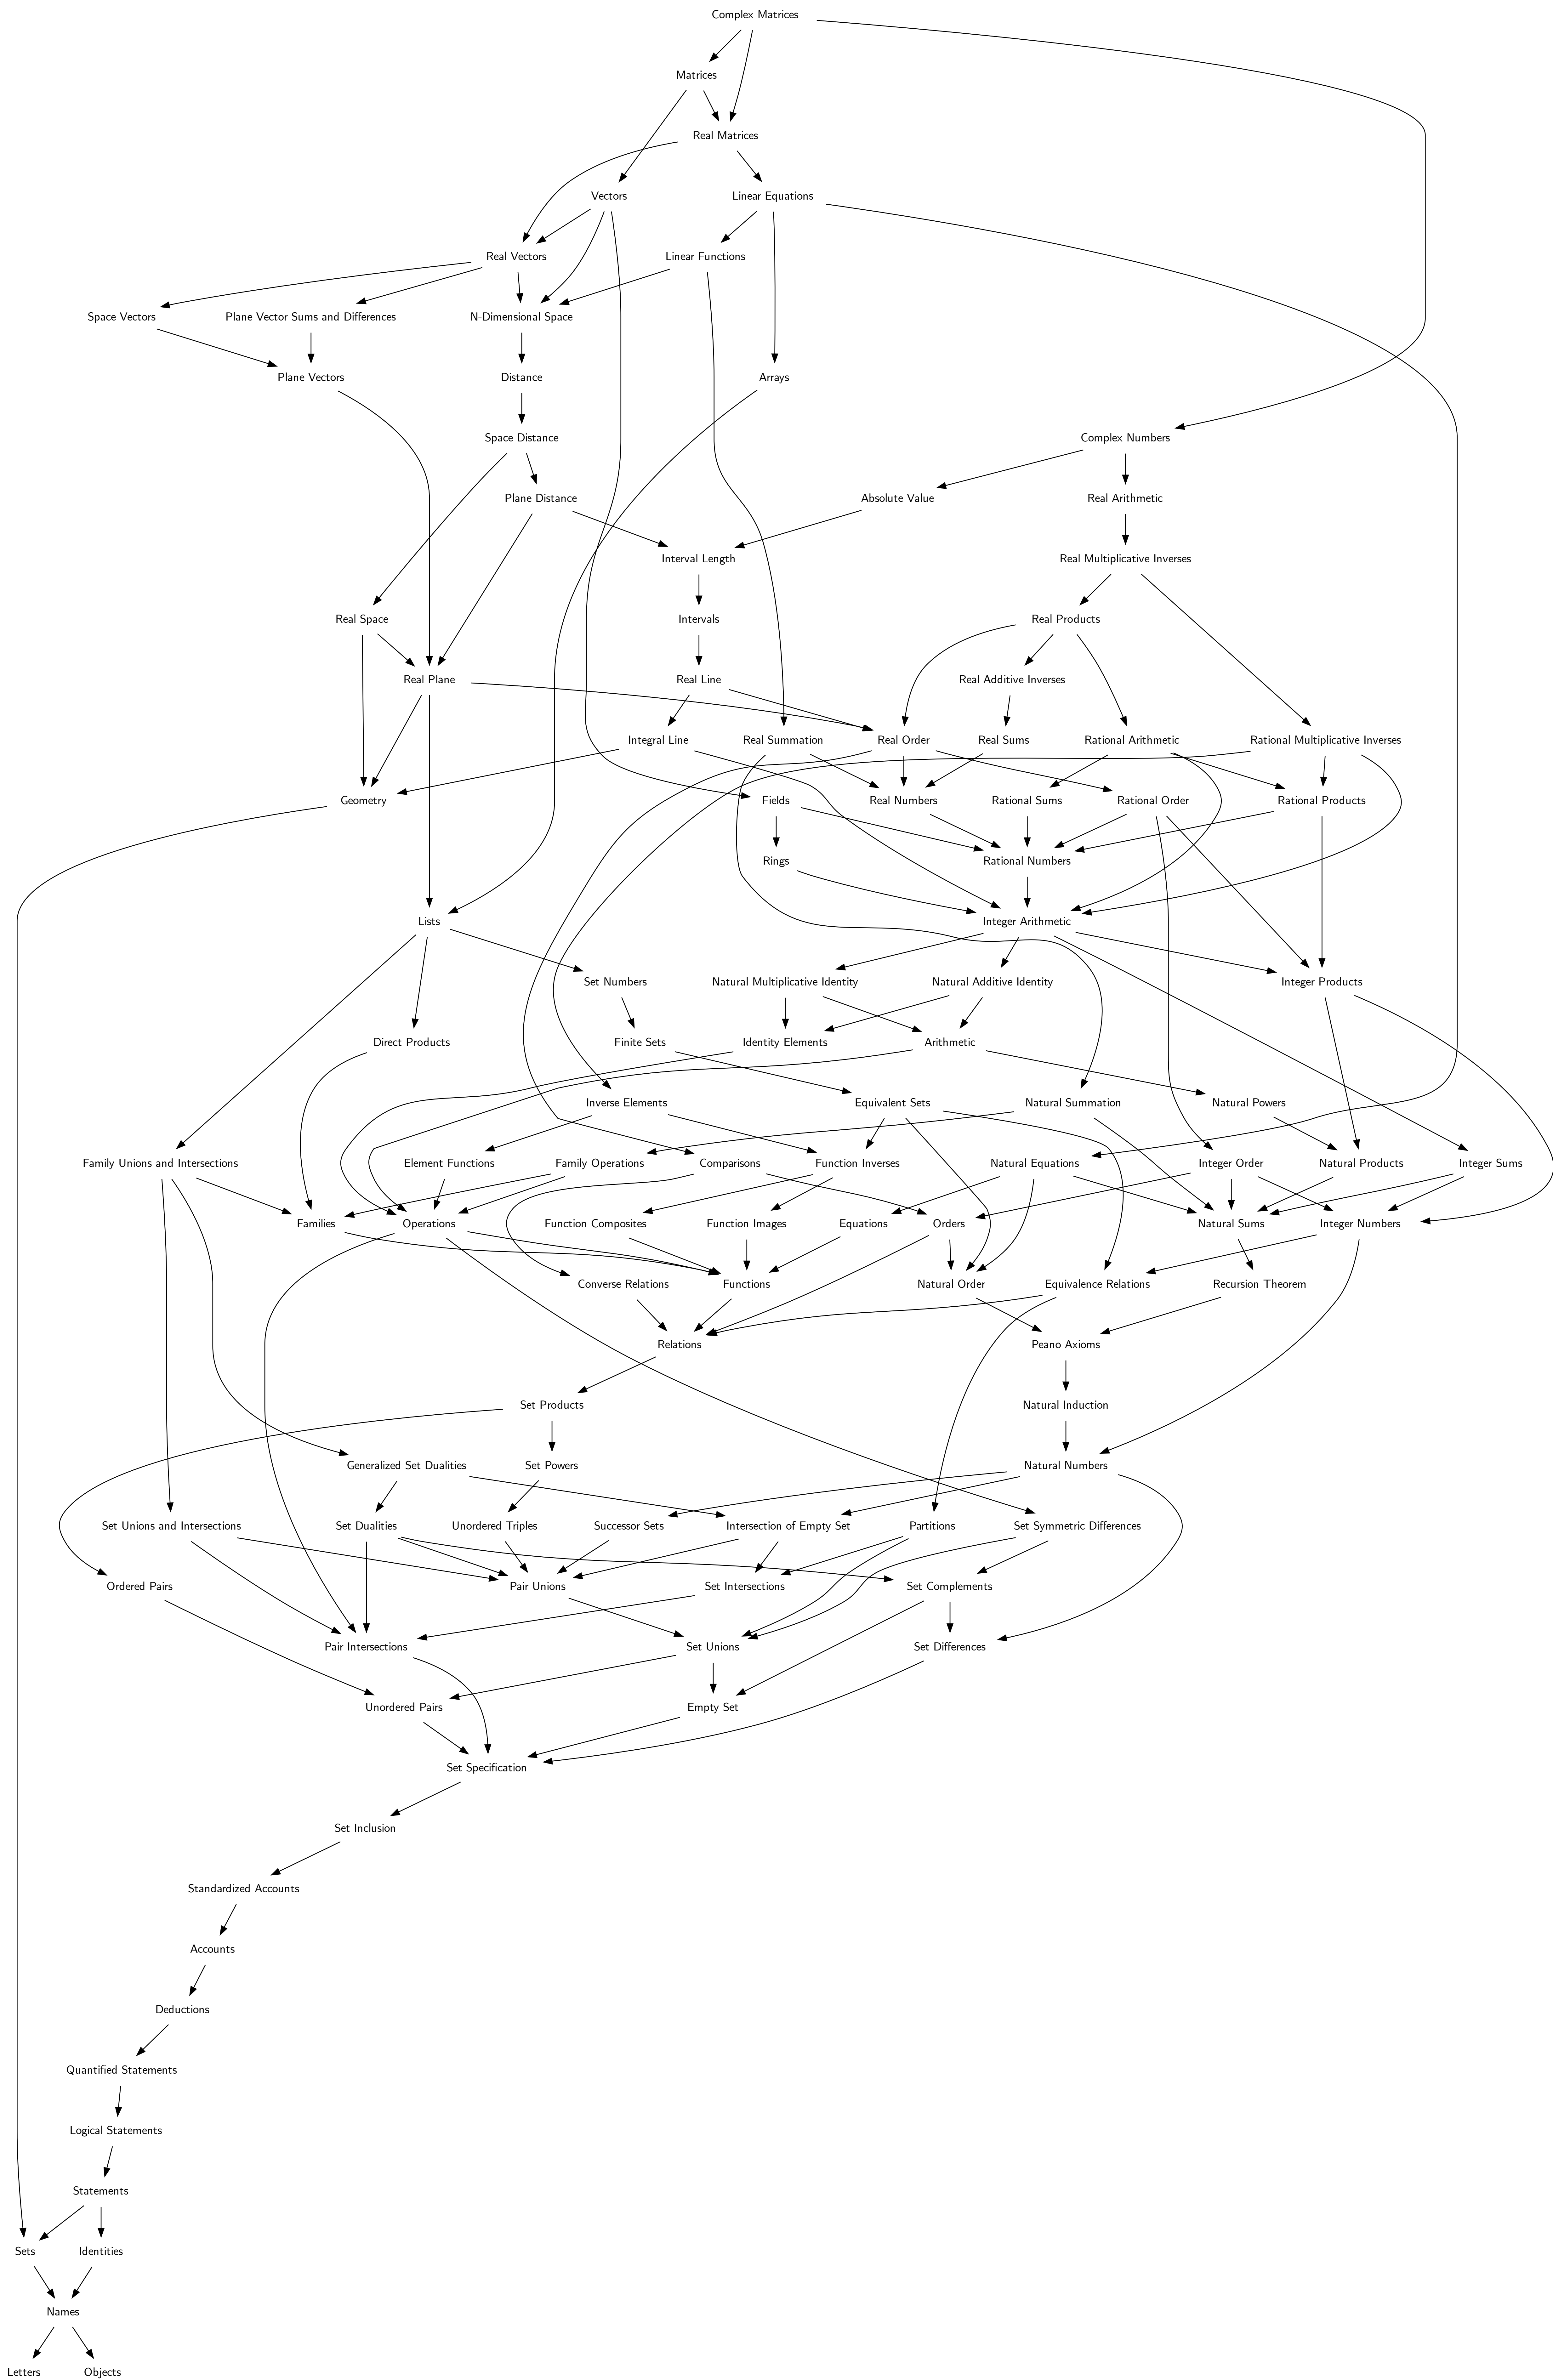 Complex Matrices
Matrices
Real Matrices
Vectors
Linear Equations
Real Vectors
Linear Functions
Space Vectors
Plane Vector Sums and Differences
N-Dimensional Space
Plane Vectors
Distance
Arrays
Space Distance
Complex Numbers
Plane Distance
Absolute Value
Real Arithmetic
Interval Length
Real Multiplicative Inverses
Real Space
Intervals
Real Products
Real Plane
Real Line
Real Additive Inverses
Integral Line
Real Summation
Real Order
Real Sums
Rational Arithmetic
Rational Multiplicative Inverses
Geometry
Fields
Real Numbers
Rational Sums
Rational Order
Rational Products
Rings
Rational Numbers
Lists
Integer Arithmetic
Set Numbers
Natural Multiplicative Identity
Natural Additive Identity
Integer Products
Direct Products
Finite Sets
Identity Elements
Arithmetic
Inverse Elements
Equivalent Sets
Natural Summation
Natural Powers
Family Unions and Intersections
Element Functions
Family Operations
Comparisons
Function Inverses
Natural Equations
Integer Order
Natural Products
Integer Sums
Families
Operations
Function Composites
Function Images
Equations
Orders
Natural Sums
Integer Numbers
Converse Relations
Functions
Natural Order
Equivalence Relations
Recursion Theorem
Relations
Peano Axioms
Set Products
Natural Induction
Generalized Set Dualities
Set Powers
Natural Numbers
Set Unions and Intersections
Set Dualities
Unordered Triples
Successor Sets
Intersection of Empty Set
Partitions
Set Symmetric Differences
Ordered Pairs
Pair Unions
Set Intersections
Set Complements
Pair Intersections
Set Unions
Set Differences
Unordered Pairs
Empty Set
Set Specification
Set Inclusion
Standardized Accounts
Accounts
Deductions
Quantified Statements
Logical Statements
Statements
Sets
Identities
Names
Letters
Objects